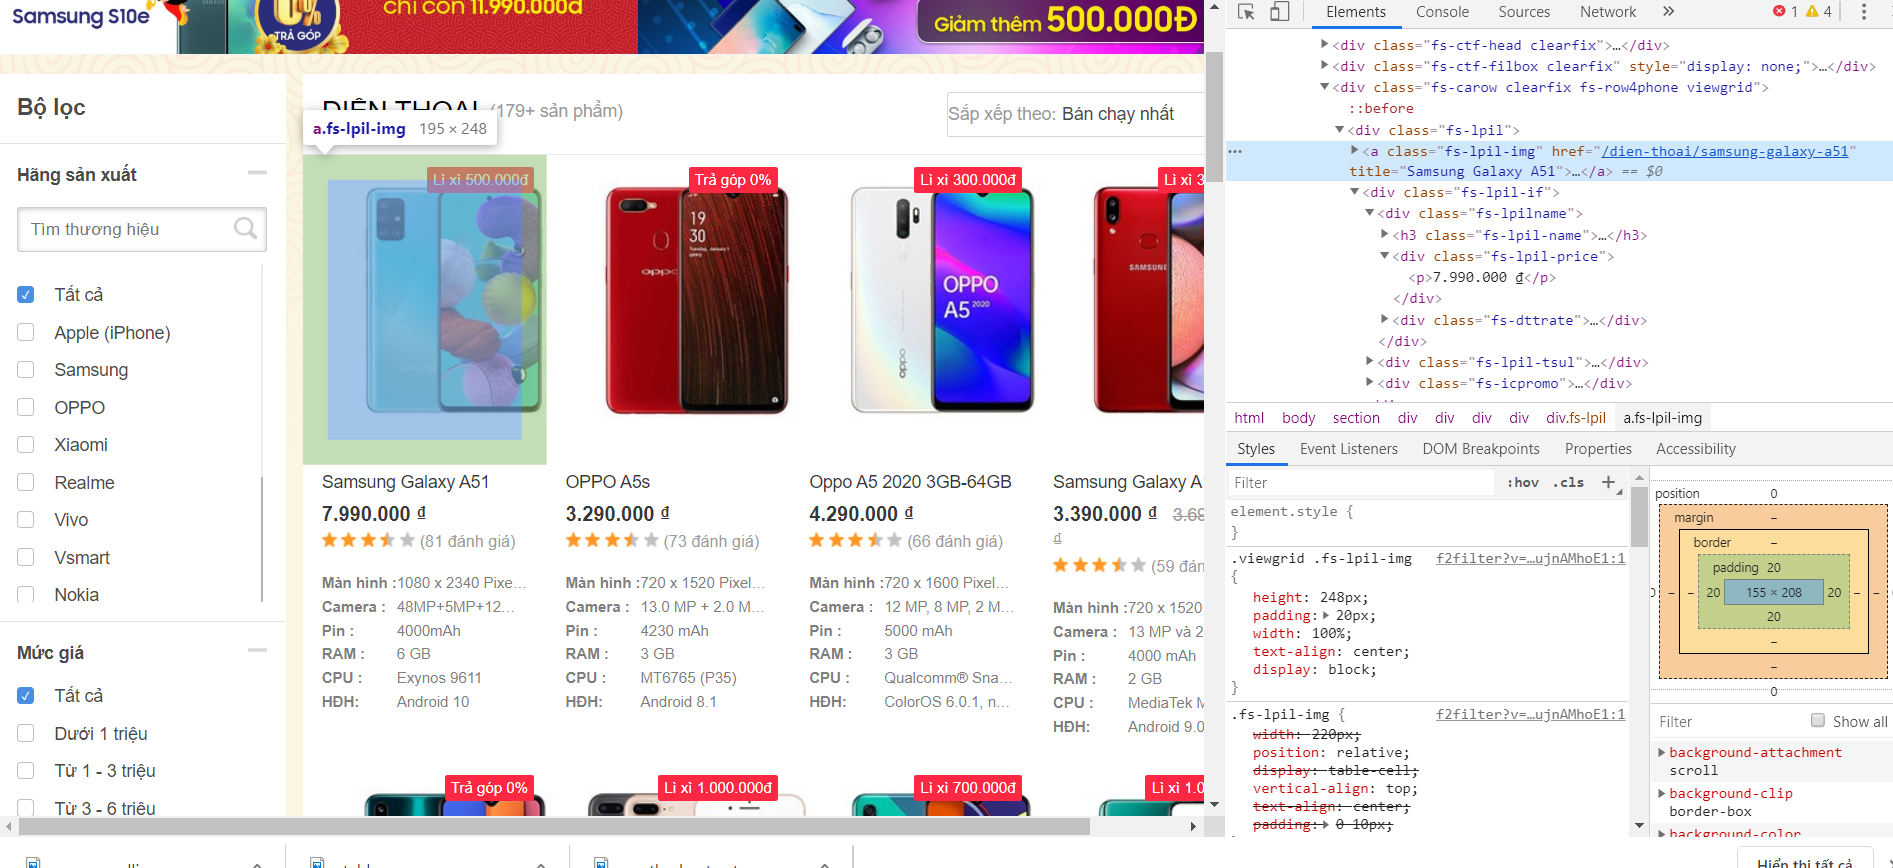 Samsung S10e
0%
TRẢ GÓP
chỉ còn 11.990.000đ
Giảm thêm 500.000Đ
Bộ lọc
Hãng sản xuất
Tìm thương hiệu
Tất cả
Apple (iPhone)
Samsung
OPPO
Xiaomi
Realme
Vivo
Vsmart
Nokia
Mức giá
Tất cả
Dưới 1 triệu
Từ 1 - 3 triệu
Từ 3 - 6 triệu
ĐIỆN THOẠI (179+ sản phẩm)
Sắp xếp theo: Bán chạy nhất
a.fs-lpil-img 195 × 248
Lì xì 500.000đ
Samsung Galaxy A51
7.990.000 ₫
(81 đánh giá)
Màn hình :1080 x 2340 Pixe...
Camera : 48MP+5MP+12...
Pin : 4000mAh
RAM : 6 GB
CPU : Exynos 9611
HĐH: Android 10
Trả góp 0%
19
30
oppo
OPPO A5s
3.290.000 ₫
(73 đánh giá)
Màn hình :720 x 1520 Pixel...
Camera : 13.0 MP + 2.0 M...
Pin : 4230 mAh
RAM : 3 GB
CPU : MT6765 (P35)
HĐH: Android 8.1
Lì xì 300.000đ
oppo
OPPO
A5 2020
Oppo A5 2020 3GB-64GB
4.290.000 ₫
(66 đánh giá)
Màn hình :720 x 1600 Pixel...
Camera : 12 MP, 8 MP, 2 M...
Pin : 5000 mAh
RAM : 3 GB
CPU : Qualcomm® Sna...
HĐH: ColorOS 6.0.1, n...
Lì xì 3
SAMSUNG
Samsung Galaxy A
3.390.000 ₫ 3.69
₫
(59 đán
Màn hình :720 x 1520
Camera : 13 MP và 2
Pin : 4000 mAh
RAM : 2 GB
CPU : MediaTek M
HĐH: Android 9.0
Trả góp 0%
Lì xì 1.000.000đ
Lì xì 700.000đ
Lì xì 1.0
Elements Console Sources Network » 1 4
<div class="fs-ctf-head clearfix">…</div>
<div class="fs-ctf-filbox clearfix" style="display: none;">…</div>
<div class="fs-carow clearfix fs-row4phone viewgrid">
::before
<div class="fs-lpil">
<a class="fs-lpil-img" href="/dien-thoai/samsung-galaxy-a51"
title="Samsung Galaxy A51">…</a> == $0
<div class="fs-lpil-if">
<div class="fs-lpilname">
<h3 class="fs-lpil-name">…</h3>
<div class="fs-lpil-price">
<p>7.990.000 ₫</p>
</div>
<div class="fs-dttrate">…</div>
</div>
<div class="fs-lpil-tsul">…</div>
<div class="fs-icpromo">…</div>
html body section div div div div div.fs-lpil a.fs-lpil-img
Styles Event Listeners DOM Breakpoints Properties Accessibility
Filter :hov .cls +
element.style {
}
.viewgrid .fs-lpil-img f2filter?v=…ujnAMhoE1:1
{
height: 248px;
padding: 20px;
width: 100%;
text-align: center;
display: block;
}
.fs-lpil-img { f2filter?v=…ujnAMhoE1:1
width: 220px;
position: relative;
display: table-cell;
vertical-align: top;
text-align: center;
padding: 0 10px;
position 0
margin –
border –
padding 20
0 – – 20 155 × 208 20 – – 0
20
–
–
0
Filter Show all
background-attachment
scroll
background-clip
border-box
background-color
Hiển thị tất cả